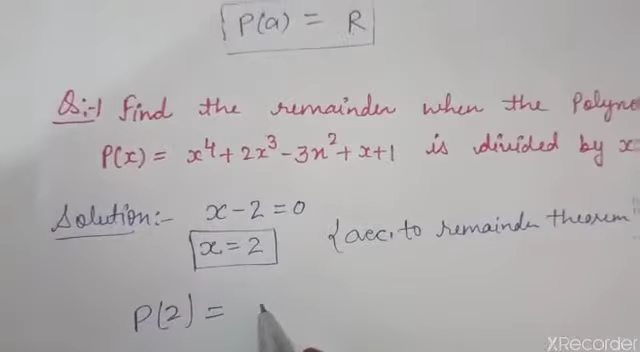 P(a) = R
Q:-1 Find the remainder when the Polyno
P(x) = x⁴+2x³-3x²+x+1 is divided by x
Solution:- x-2=0
x=2 {acc. to remainder theorem
P(2) =
XRecorder